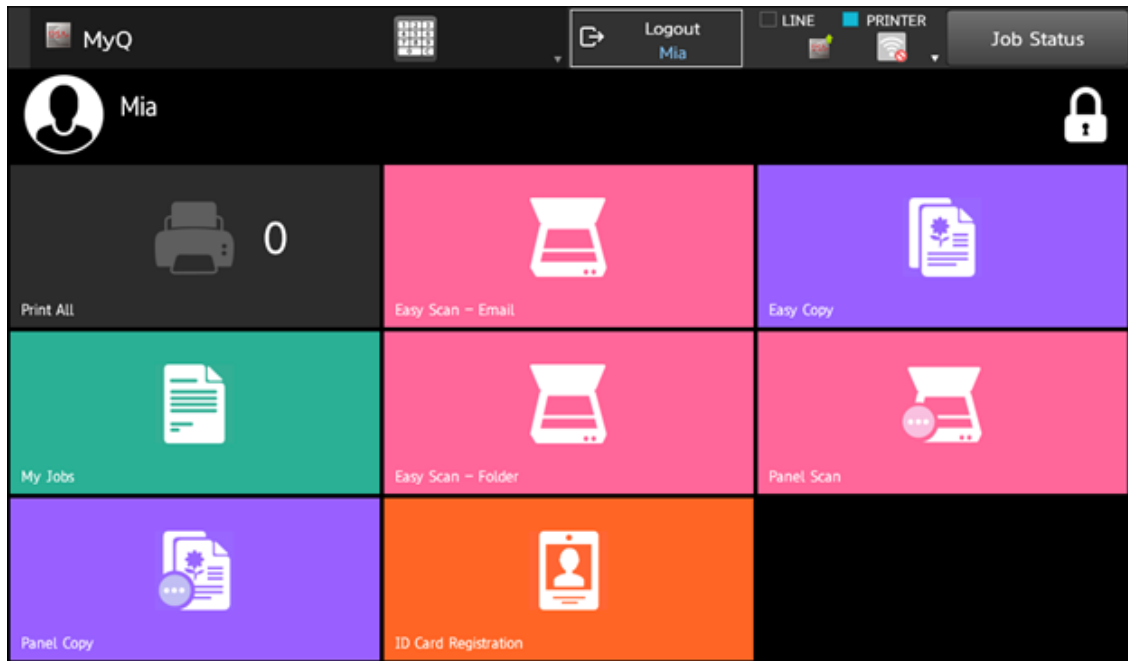 MyQ
Logout
Mia
LINE
PRINTER
Job Status
Mia
0
Print All
Easy Scan – Email
Easy Copy
My Jobs
Easy Scan – Folder
Panel Scan
Panel Copy
ID Card Registration